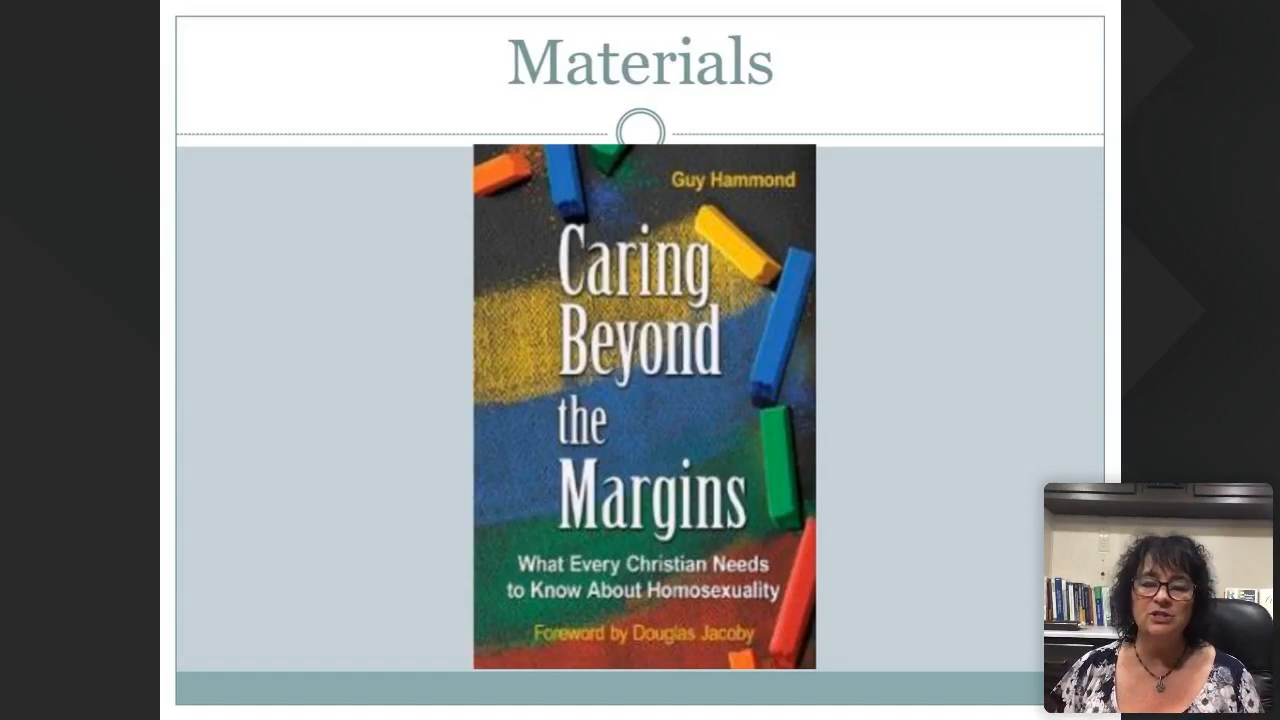 Materials
Guy Hammond
Caring
Beyond
the
Margins
What Every Christian Needs
to Know About Homosexuality
Foreword by Douglas Jacoby